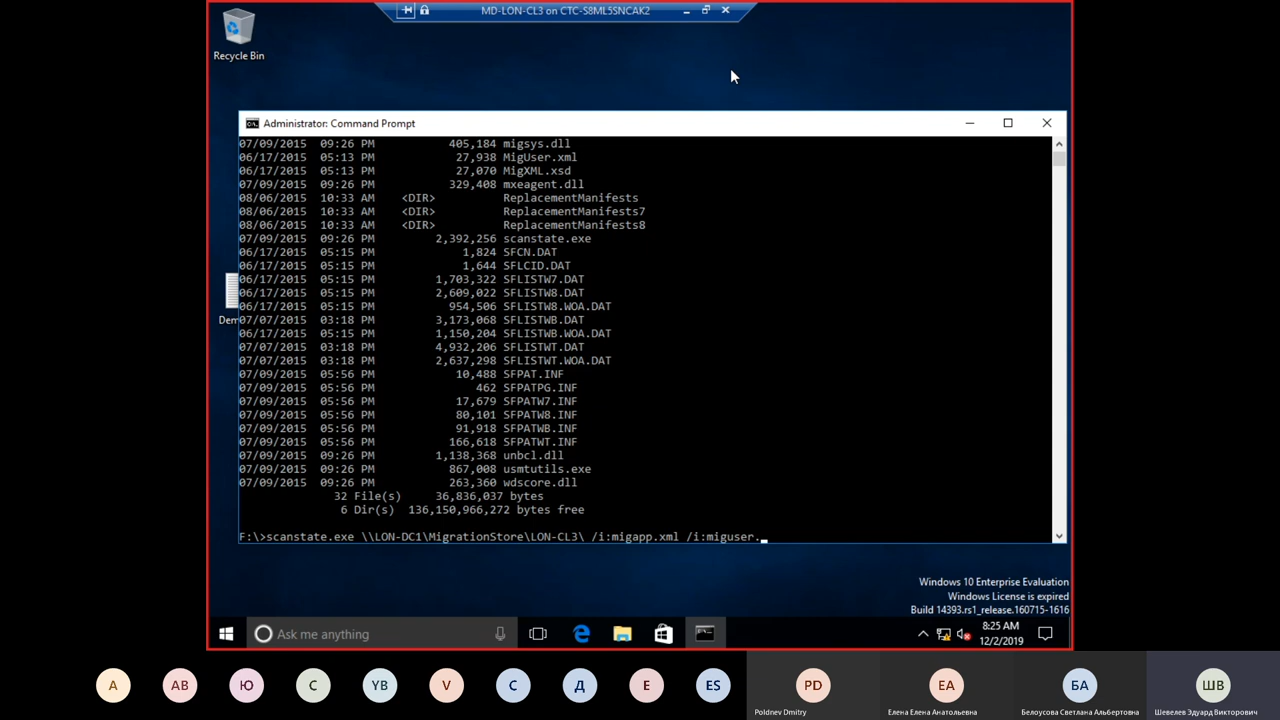 MD-LON-CL3 on CTC-S8ML5SNCAK2
Recycle Bin
Administrator: Command Prompt
07/09/2015 09:26 PM 405,184 migsys.dll
06/17/2015 05:13 PM 27,938 MigUser.xml
06/17/2015 05:13 PM 27,070 MigXML.xsd
07/09/2015 09:26 PM 329,408 mxeagent.dll
08/06/2015 10:33 AM <DIR> ReplacementManifests
08/06/2015 10:33 AM <DIR> ReplacementManifests7
08/06/2015 10:33 AM <DIR> ReplacementManifests8
07/09/2015 09:26 PM 2,392,256 scanstate.exe
06/17/2015 05:15 PM 1,824 SFCN.DAT
06/17/2015 05:15 PM 1,644 SFLCID.DAT
06/17/2015 05:15 PM 1,703,322 SFLISTW7.DAT
06/17/2015 05:15 PM 2,609,022 SFLISTW8.DAT
06/17/2015 05:15 PM 954,506 SFLISTW8.WOA.DAT
07/07/2015 03:18 PM 3,173,068 SFLISTWB.DAT
06/17/2015 05:15 PM 1,150,204 SFLISTWB.WOA.DAT
07/07/2015 03:18 PM 4,932,206 SFLISTWT.DAT
07/07/2015 03:18 PM 2,637,298 SFLISTWT.WOA.DAT
07/09/2015 05:56 PM 10,488 SFPAT.INF
07/09/2015 05:56 PM 462 SFPATPG.INF
07/09/2015 05:56 PM 17,679 SFPATW7.INF
07/09/2015 05:56 PM 80,101 SFPATW8.INF
07/09/2015 05:56 PM 91,918 SFPATWB.INF
07/09/2015 05:56 PM 166,618 SFPATWT.INF
07/09/2015 09:26 PM 1,138,368 unbcl.dll
07/09/2015 09:26 PM 867,008 usmtutils.exe
07/09/2015 09:26 PM 263,360 wdscore.dll
32 File(s) 36,836,037 bytes
6 Dir(s) 136,150,966,272 bytes free
F:\>scanstate.exe \\LON-DC1\MigrationStore\LON-CL3\ /i:migapp.xml /i:miguser._
Dem
Windows 10 Enterprise Evaluation
Windows License is expired
Build 14393.rs1_release.160715-1616
Ask me anything
8:25 AM
12/2/2019
A АВ Ю С YB V С Д Е ES PD ЕА БА ШВ
Poldnev Dmitry
Елена Елена Анатольевна
Белоусова Светлана Альбертовна
Шевелев Эдуард Викторович